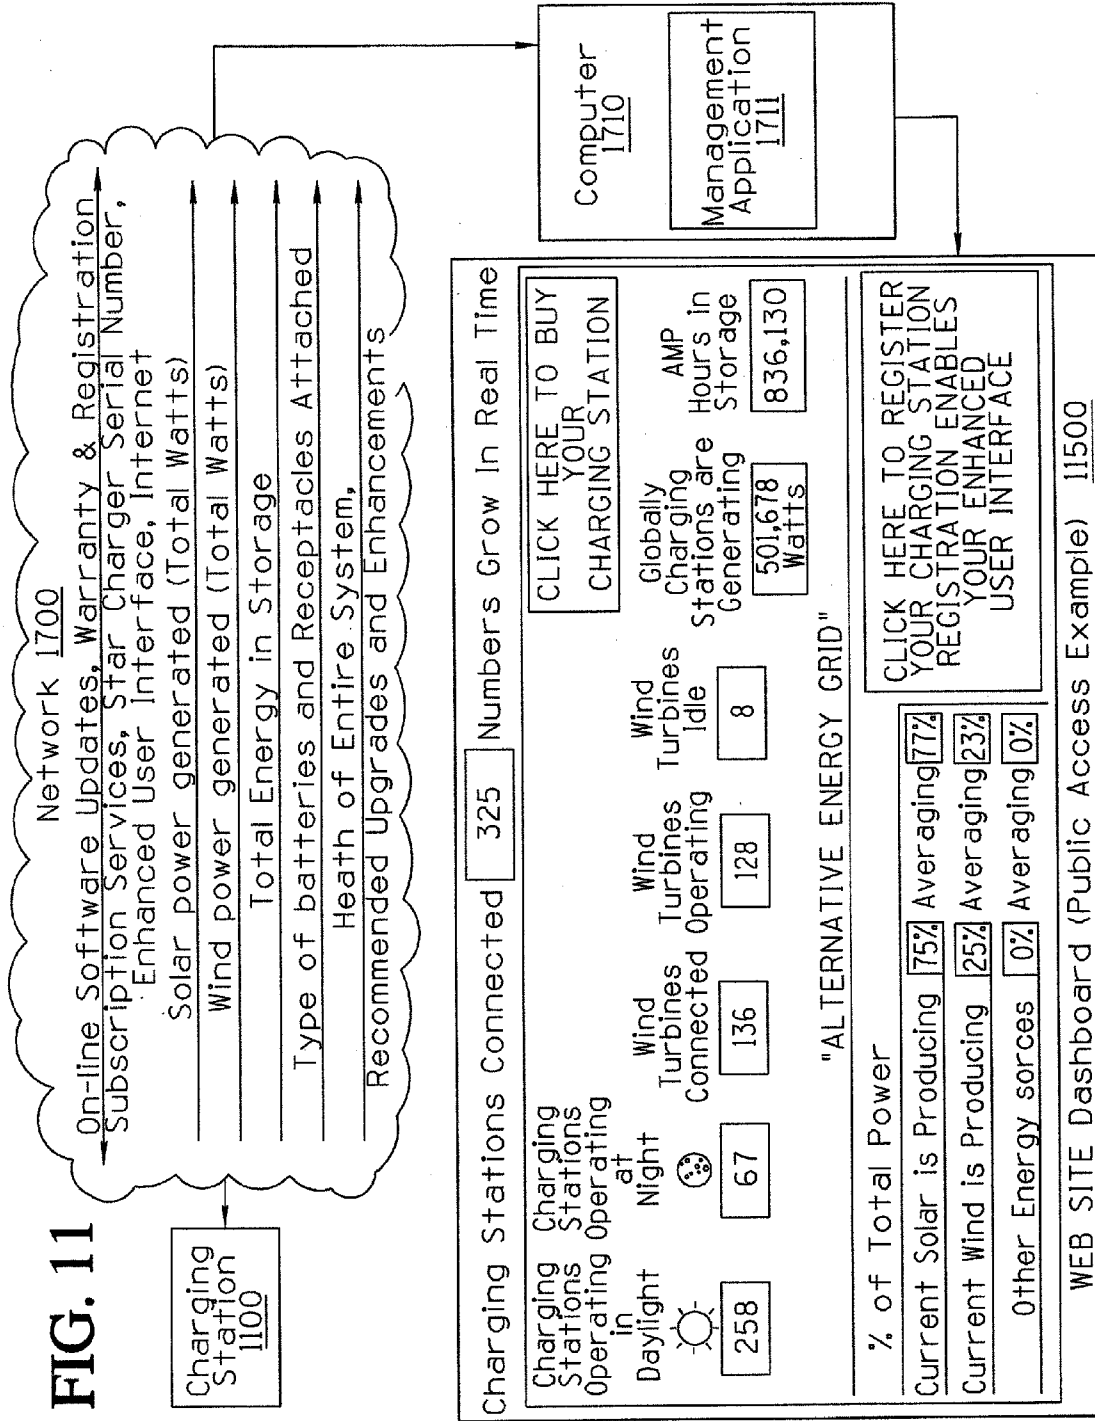 FIG. 11
Network 1700
On-line Software Updates, Warranty & Registration
Subscription Services, Star Charger Serial Number,
Enhanced User Interface, Internet
Solar power generated (Total Watts)
Wind power generated (Total Watts)
Total Energy in Storage
Type of batteries and Receptacles Attached
Heath of Entire System,
Recommended Upgrades and Enhancements
Charging
Station
1100
Computer
1710
Management
Application
1711
Charging Stations Connected 325 Numbers Grow In Real Time
CLICK HERE TO BUY
YOUR
CHARGING STATION
Charging
Stations
Operating
in
Daylight
258
Charging
Stations
Operating
at
Night
67
Wind
Turbines
Connected
136
Wind
Turbines
Operating
128
Wind
Turbines
Idle
8
Globally
Charging
Stations are
Generating
501,678
Watts
AMP
Hours in
Storage
836,130
"ALTERNATIVE ENERGY GRID"
% of Total Power
Current Solar is Producing 75% Averaging 77%
Current Wind is Producing 25% Averaging 23%
Other Energy sorces 0% Averaging 0%
CLICK HERE TO REGISTER
YOUR CHARGING STATION
REGISTRATION ENABLES
YOUR ENHANCED
USER INTERFACE
WEB SITE Dashboard (Public Access Example) 11500